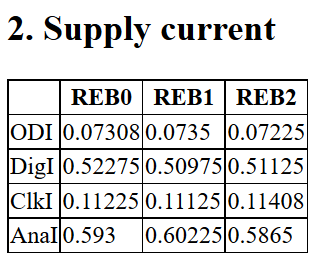 2. Supply current
REB0 REB1 REB2
ODI 0.07308 0.0735 0.07225
DigI 0.52275 0.50975 0.51125
ClkI 0.11225 0.11125 0.11408
AnaI 0.593 0.60225 0.5865